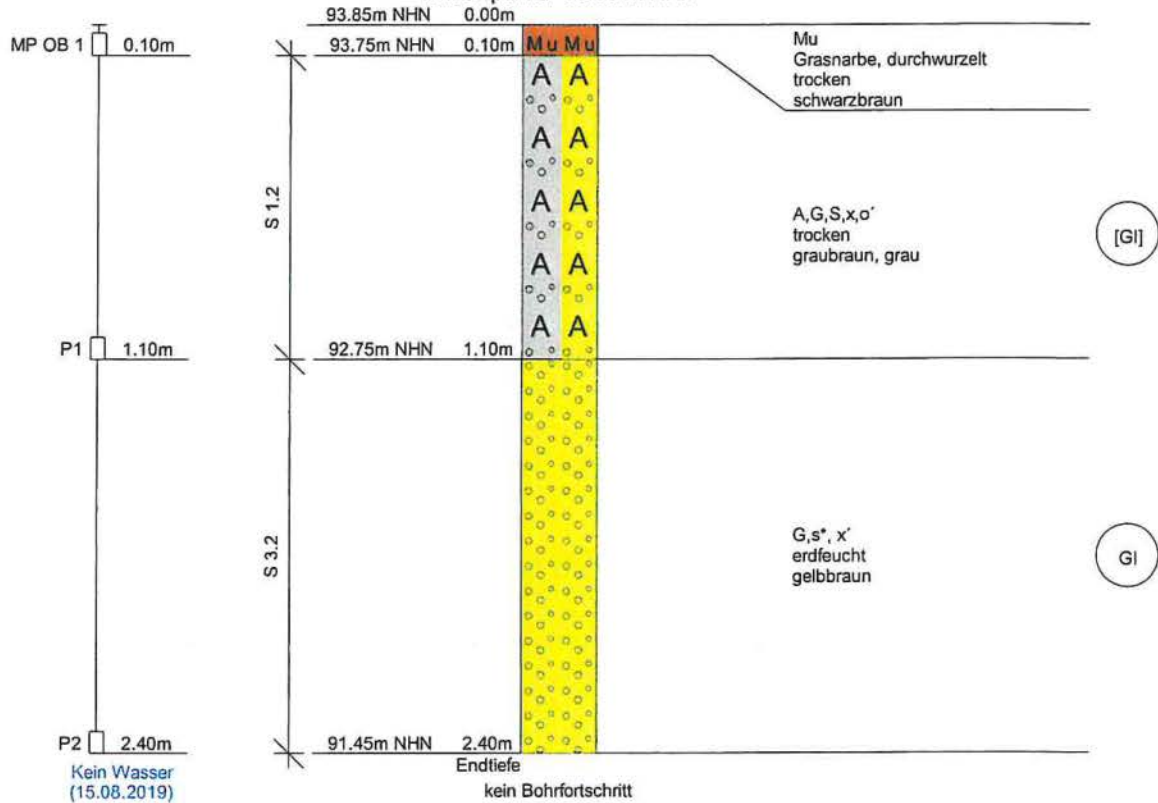 93.85m NHN 0.00m
MP OB 1 0.10m
93.75m NHN 0.10m
Mu Mu
Mu
Grasnarbe, durchwurzelt
trocken
schwarzbraun
A A
A A
A A
A A
A A
S 1.2
A,G,S,x,o´
trocken
graubraun, grau
[GI]
P1 1.10m
92.75m NHN 1.10m
S 3.2
G,s*, x´
erdfeucht
gelbbraun
GI
P2 2.40m
91.45m NHN 2.40m
Endtiefe
Kein Wasser
(15.08.2019)
kein Bohrfortschritt